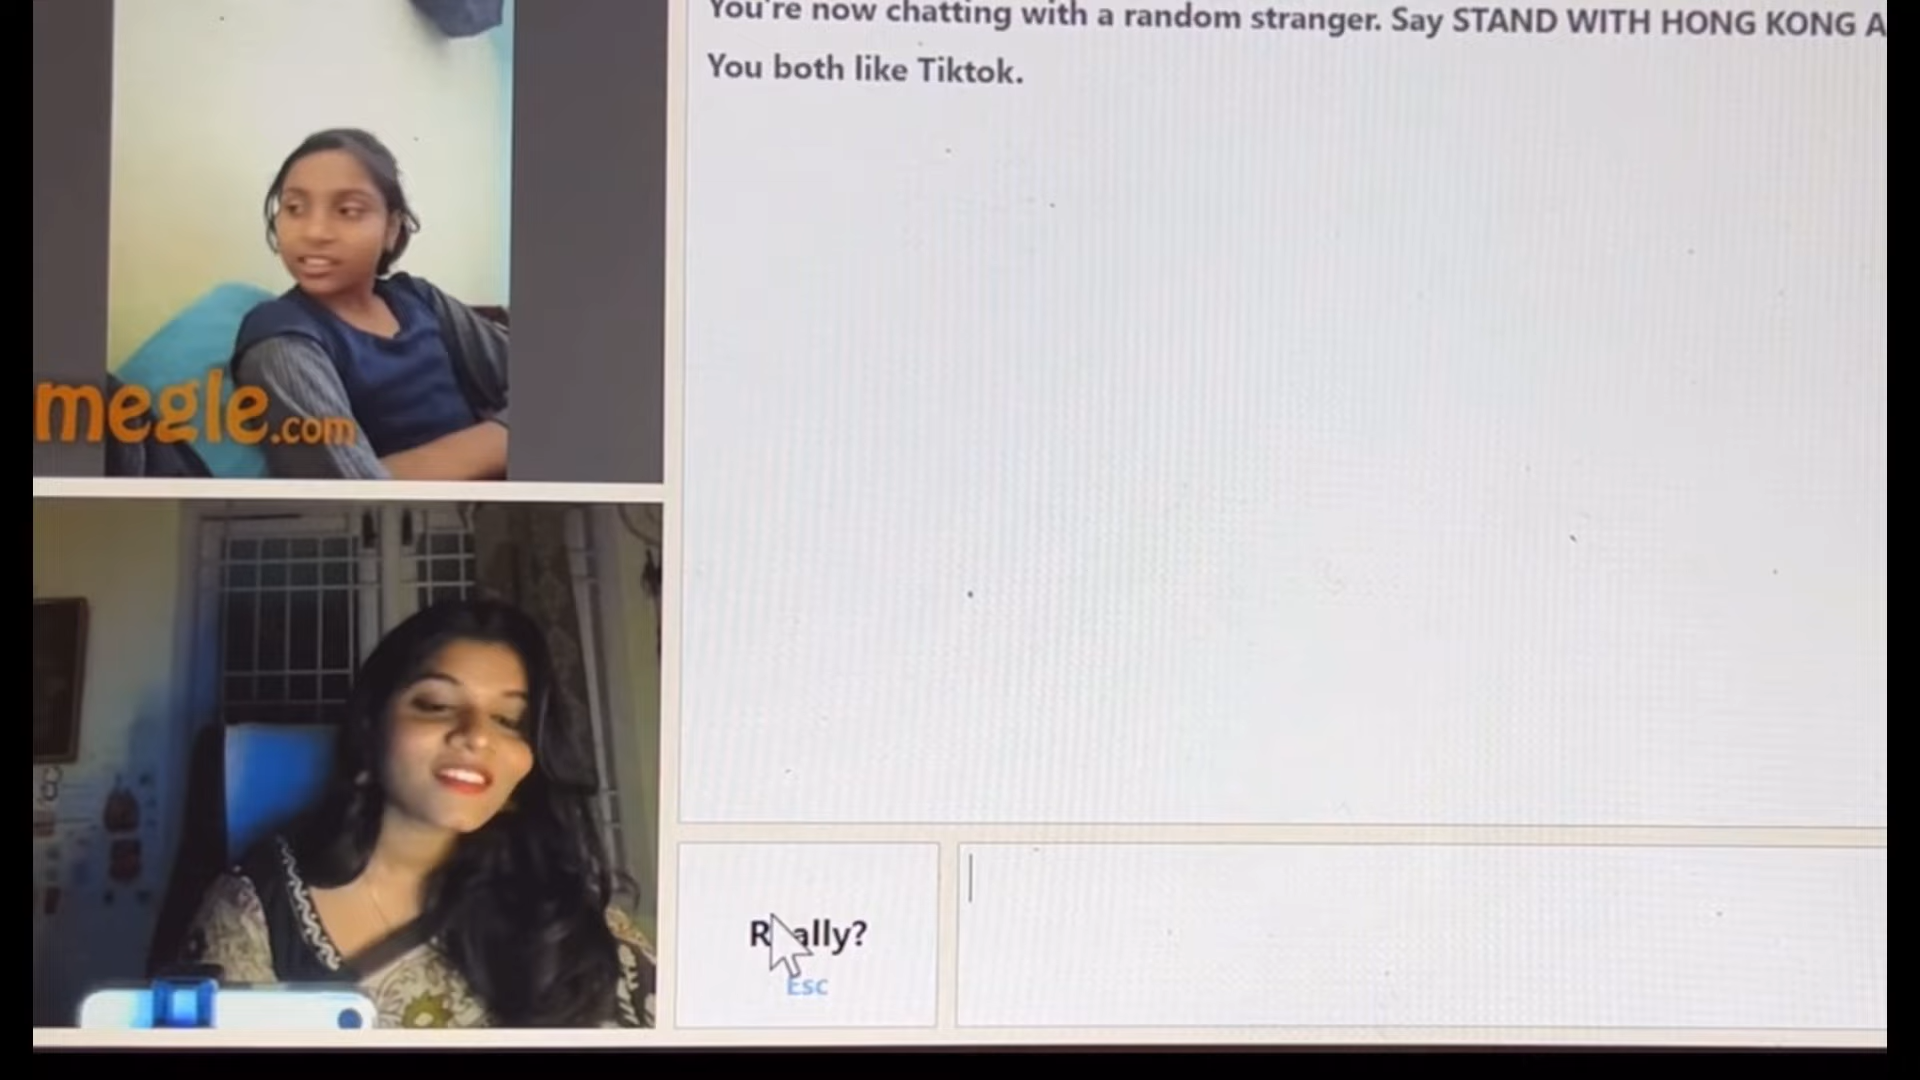 You're now chatting with a random stranger. Say STAND WITH HONG KONG A
You both like Tiktok.
megle.com
Really?
Esc